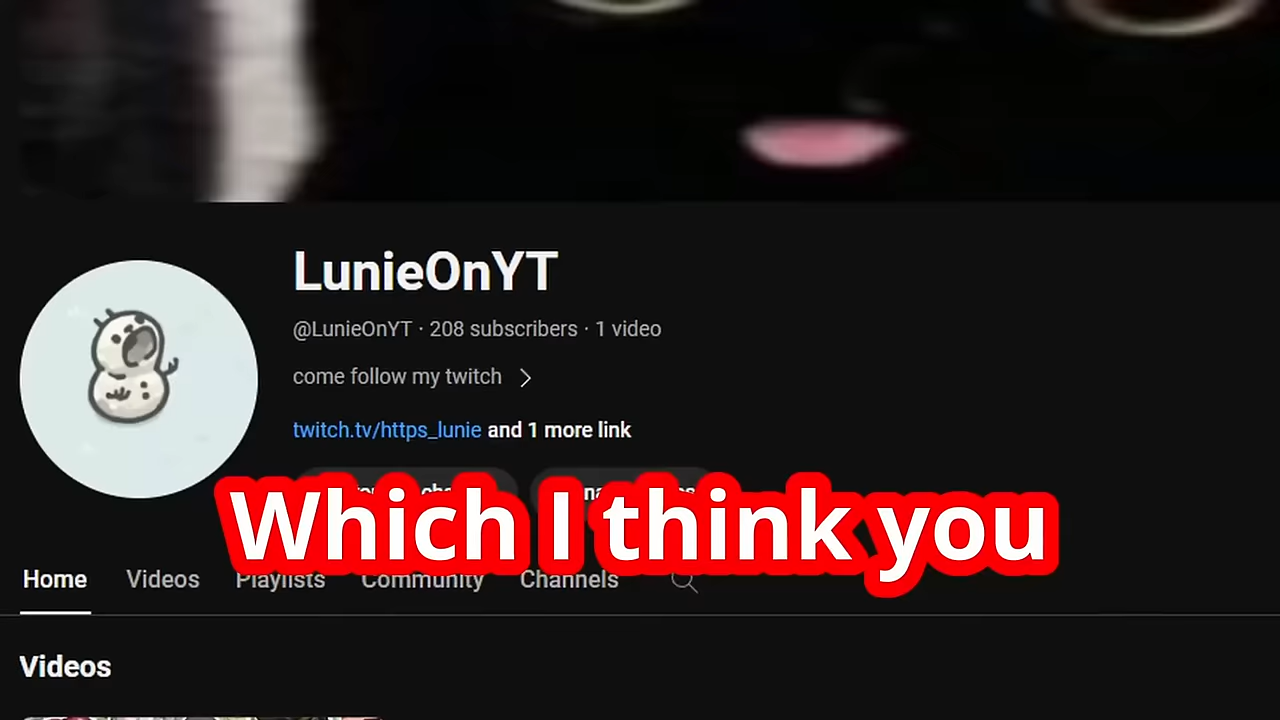 LunieOnYT
@LunieOnYT · 208 subscribers · 1 video
come follow my twitch
twitch.tv/https_lunie and 1 more link
Which I think you
Home Videos Playlists Community Channels
Videos